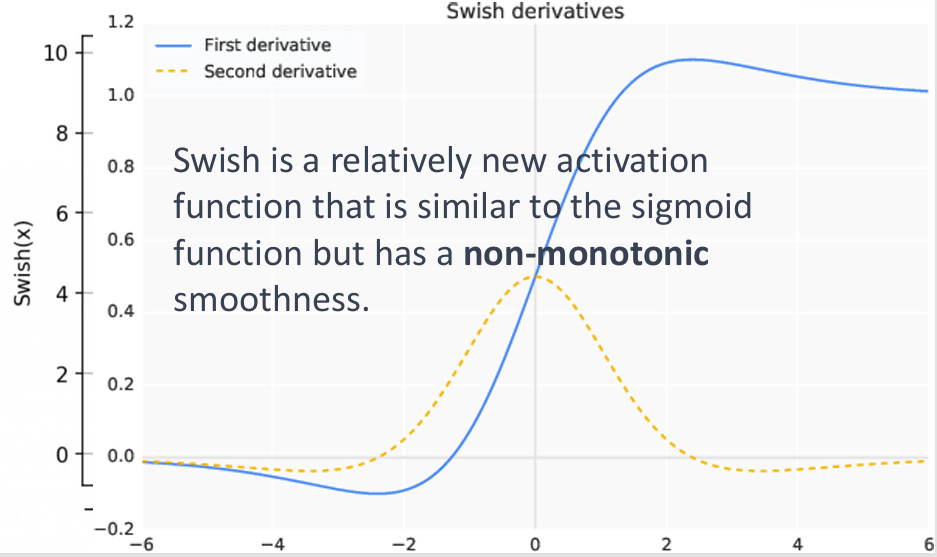 Swish derivatives
First derivative
Second derivative
1.2
1.0
0.8
0.6
0.4
0.2
0.0
−0.2
−6
−4
−2
0
2
4
6
Swish(x)
10
8
6
4
2
0
Swish is a relatively new activation
function that is similar to the sigmoid
function but has a non-monotonic
smoothness.